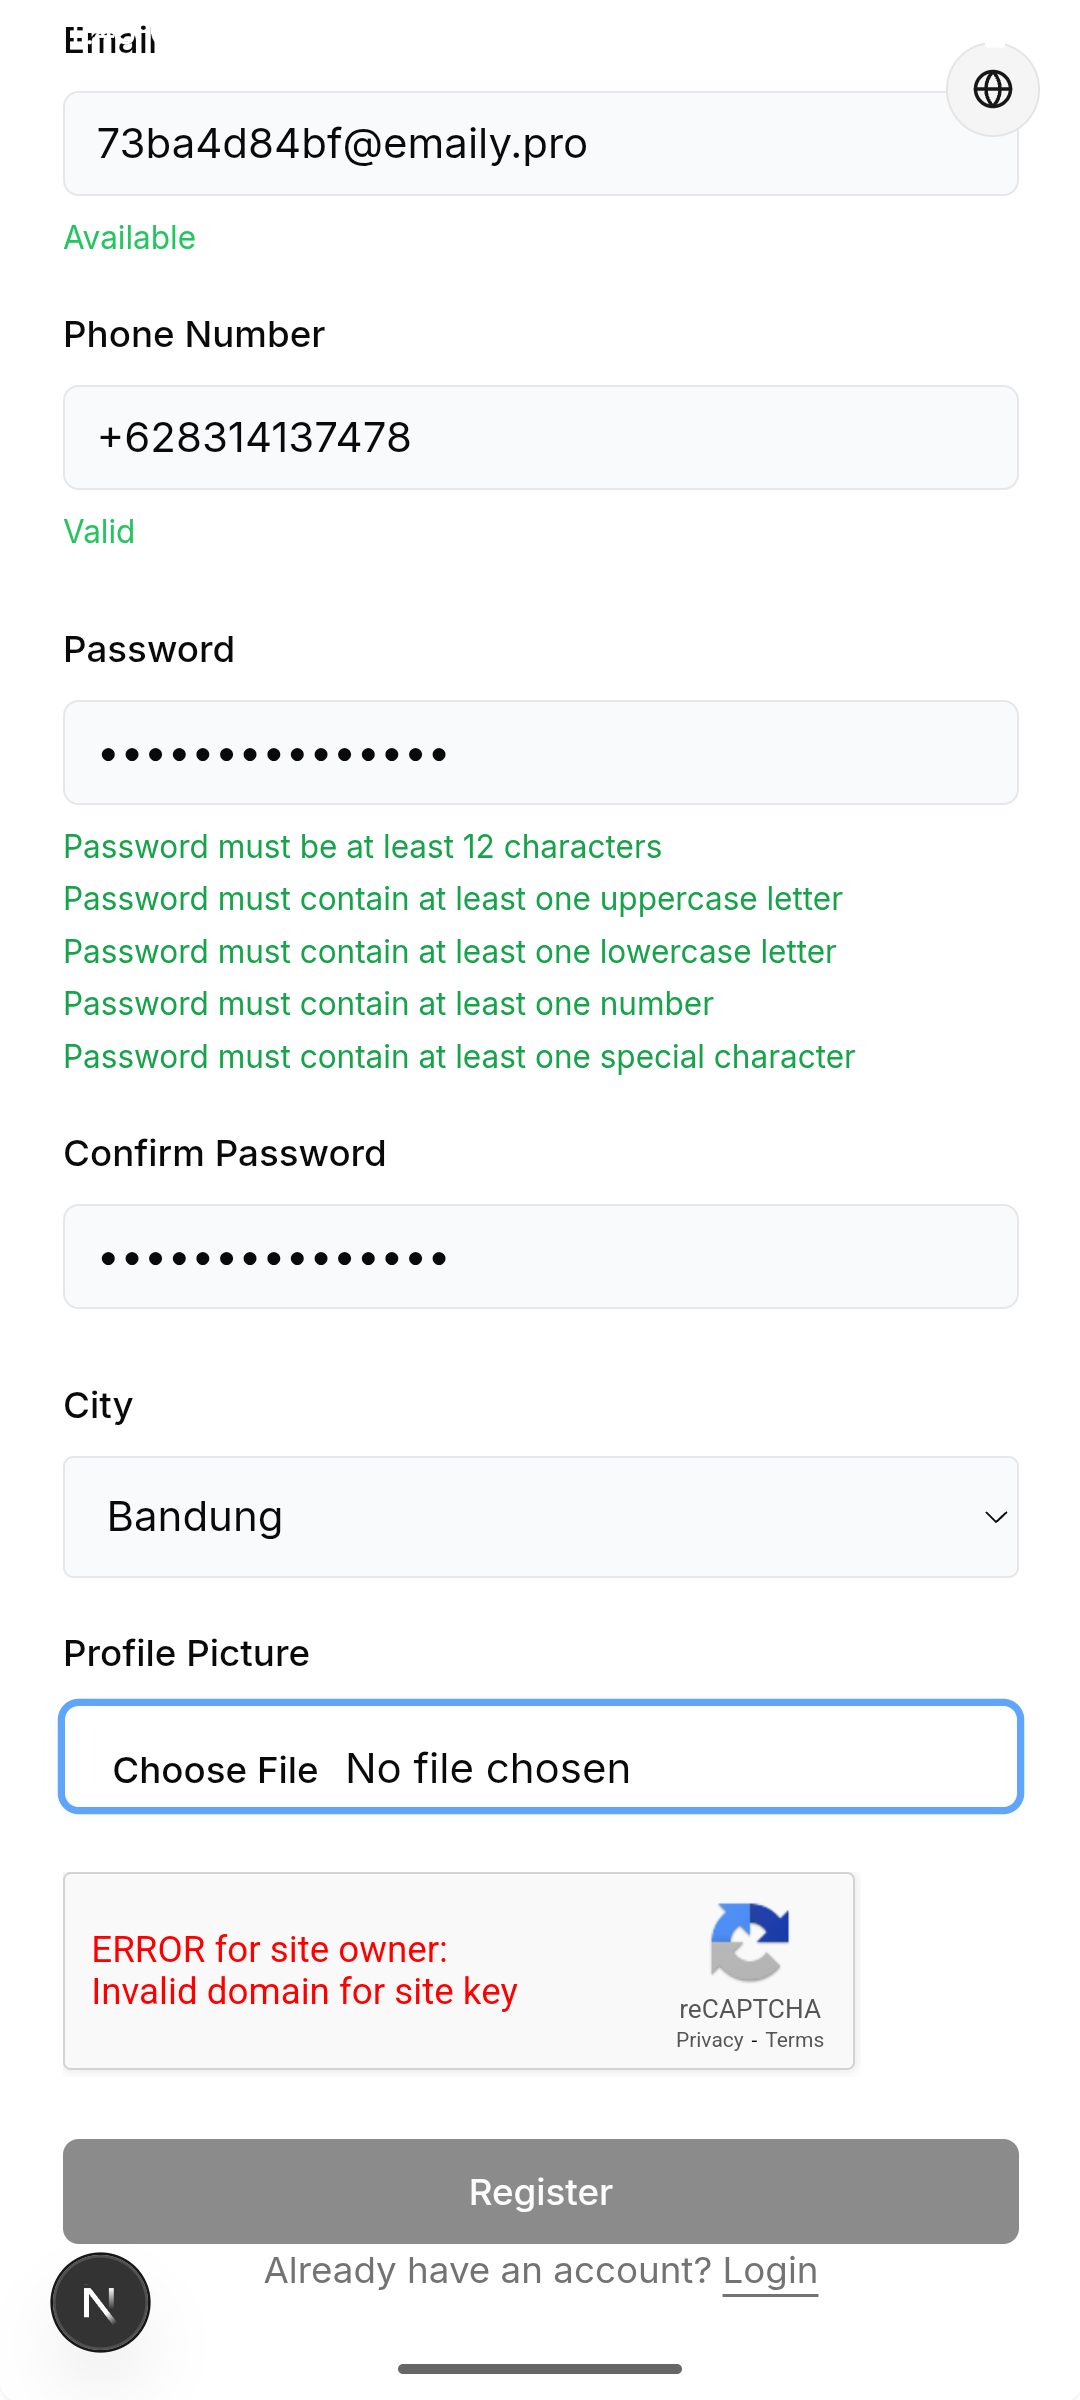 Email
73ba4d84bf@emaily.pro
Available
Phone Number
+628314137478
Valid
Password
•••••••••••••••
Password must be at least 12 characters
Password must contain at least one uppercase letter
Password must contain at least one lowercase letter
Password must contain at least one number
Password must contain at least one special character
Confirm Password
•••••••••••••••
City
Bandung
Profile Picture
Choose File No file chosen
ERROR for site owner:
Invalid domain for site key
reCAPTCHA
Privacy - Terms
Register
Already have an account? Login
N